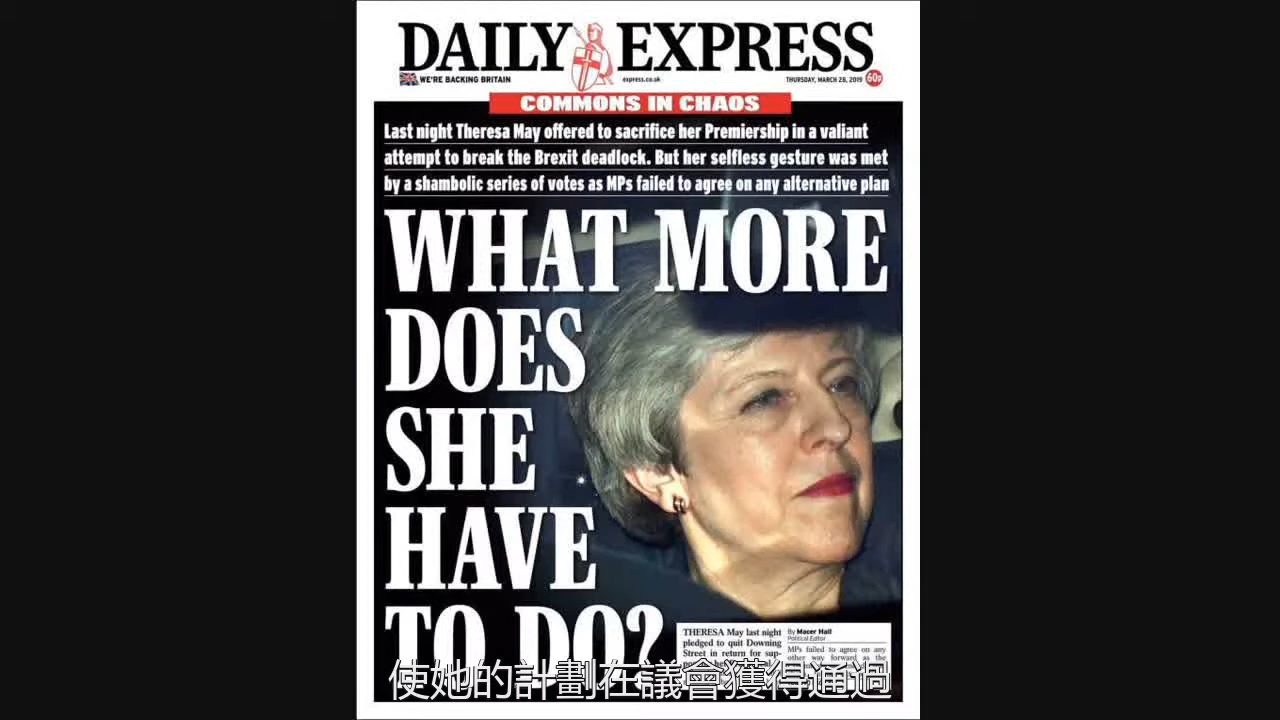 DAILY EXPRESS
WE'RE BACKING BRITAIN
express.co.uk
THURSDAY, MARCH 28, 2019
60p
COMMONS IN CHAOS
Last night Theresa May offered to sacrifice her Premiership in a valiant
attempt to break the Brexit deadlock. But her selfless gesture was met
by a shambolic series of votes as MPs failed to agree on any alternative plan
WHAT MORE
DOES
SHE
HAVE
TO DO?
THERESA May last night
pledged to quit Downing
Street in return for sup-
By Macer Hall
Political Editor
MPs failed to agree on any
other way forward as the
使她的計劃在議會獲得通過